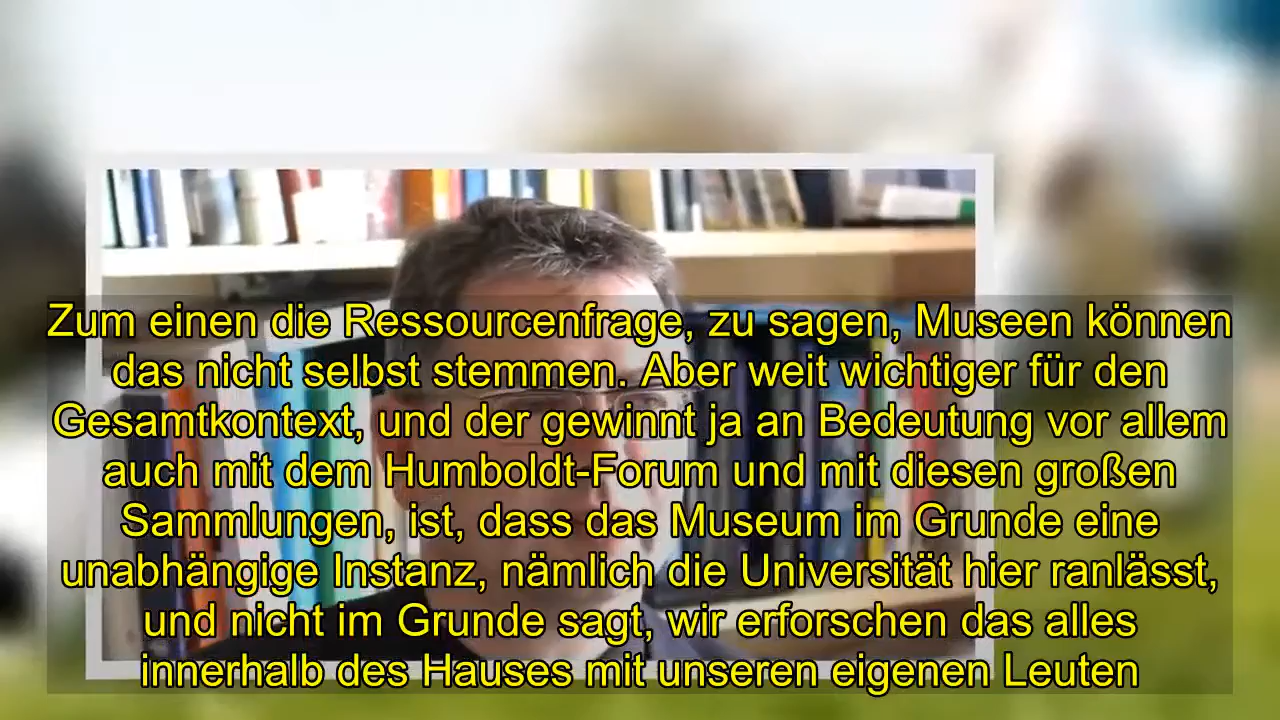 Zum einen die Ressourcenfrage, zu sagen, Museen können
das nicht selbst stemmen. Aber weit wichtiger für den
Gesamtkontext, und der gewinnt ja an Bedeutung vor allem
auch mit dem Humboldt-Forum und mit diesen großen
Sammlungen, ist, dass das Museum im Grunde eine
unabhängige Instanz, nämlich die Universität hier ranlässt,
und nicht im Grunde sagt, wir erforschen das alles
innerhalb des Hauses mit unseren eigenen Leuten